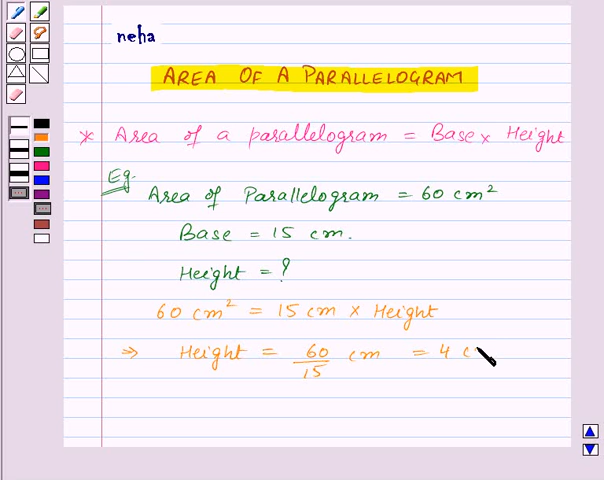 neha
AREA OF A PARALLELOGRAM
* Area of a parallelogram = Base x Height
Eg.
Area of Parallelogram = 60 cm²
Base = 15 cm.
Height = ?
60 cm² = 15 cm x Height
⇒ Height = 60/15 cm = 4 c